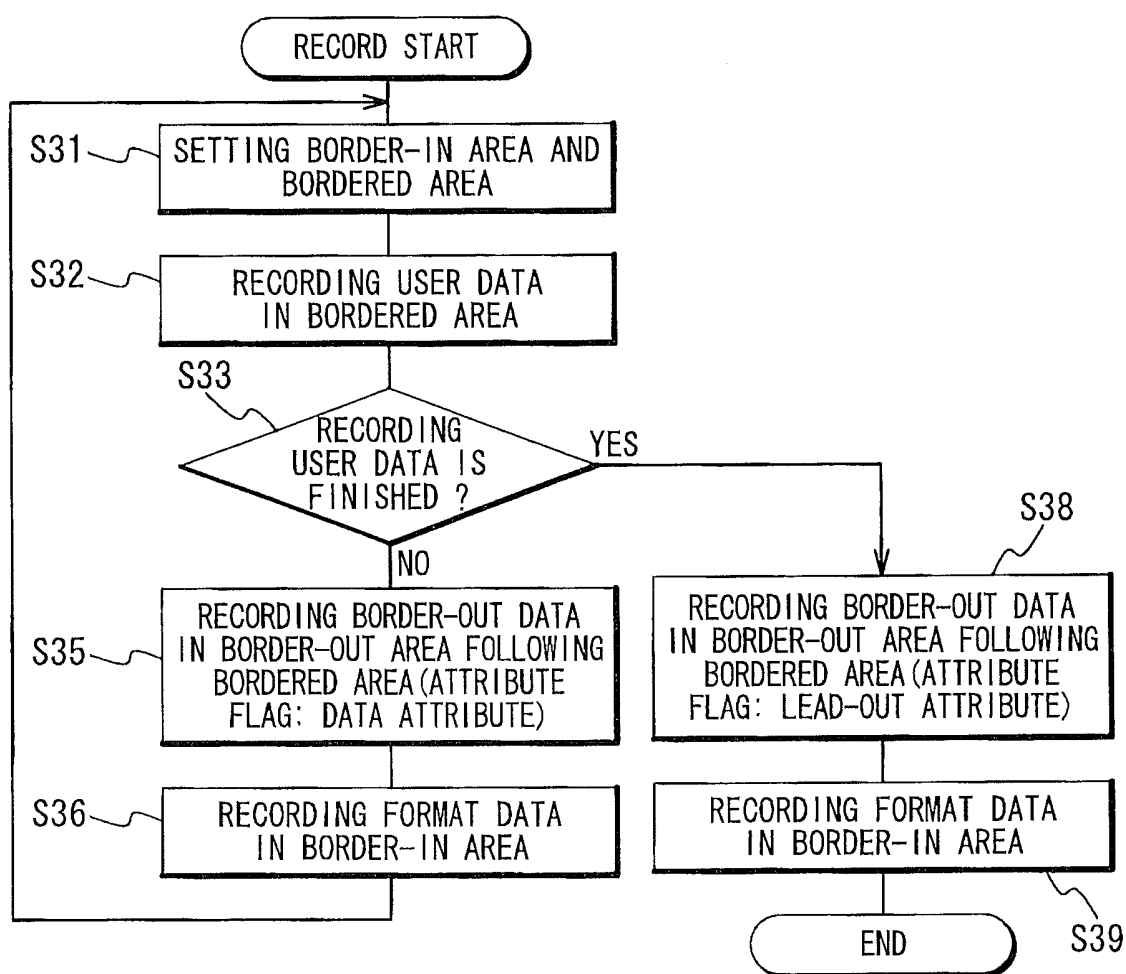 RECORD START
S31
SETTING BORDER-IN AREA AND
BORDERED AREA
S32
RECORDING USER DATA
IN BORDERED AREA
S33
RECORDING
USER DATA IS
FINISHED ?
YES
NO
S35
RECORDING BORDER-OUT DATA
IN BORDER-OUT AREA FOLLOWING
BORDERED AREA(ATTRIBUTE
FLAG: DATA ATTRIBUTE)
S36
RECORDING FORMAT DATA
IN BORDER-IN AREA
S38
RECORDING BORDER-OUT DATA
IN BORDER-OUT AREA FOLLOWING
BORDERED AREA(ATTRIBUTE
FLAG: LEAD-OUT ATTRIBUTE)
RECORDING FORMAT DATA
IN BORDER-IN AREA
S39
END